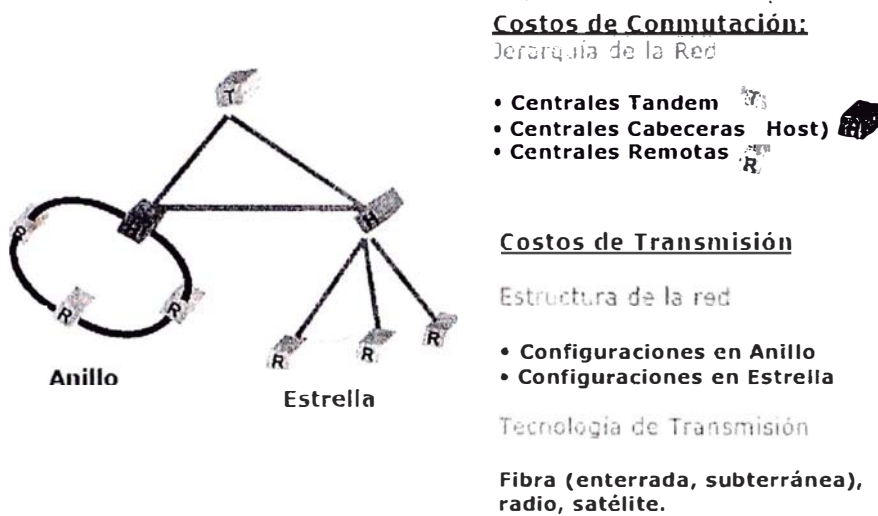 Costos de Conmutación:
Jerarquía de la Red
• Centrales Tandem T
• Centrales Cabeceras Host) H
• Centrales Remotas R
T
H
H
R
R
R
R
R
R
Anillo
Estrella
Costos de Transmisión
Estructura de la red
• Configuraciones en Anillo
• Configuraciones en Estrella
Tecnología de Transmisión
Fibra (enterrada, subterránea),
radio, satélite.